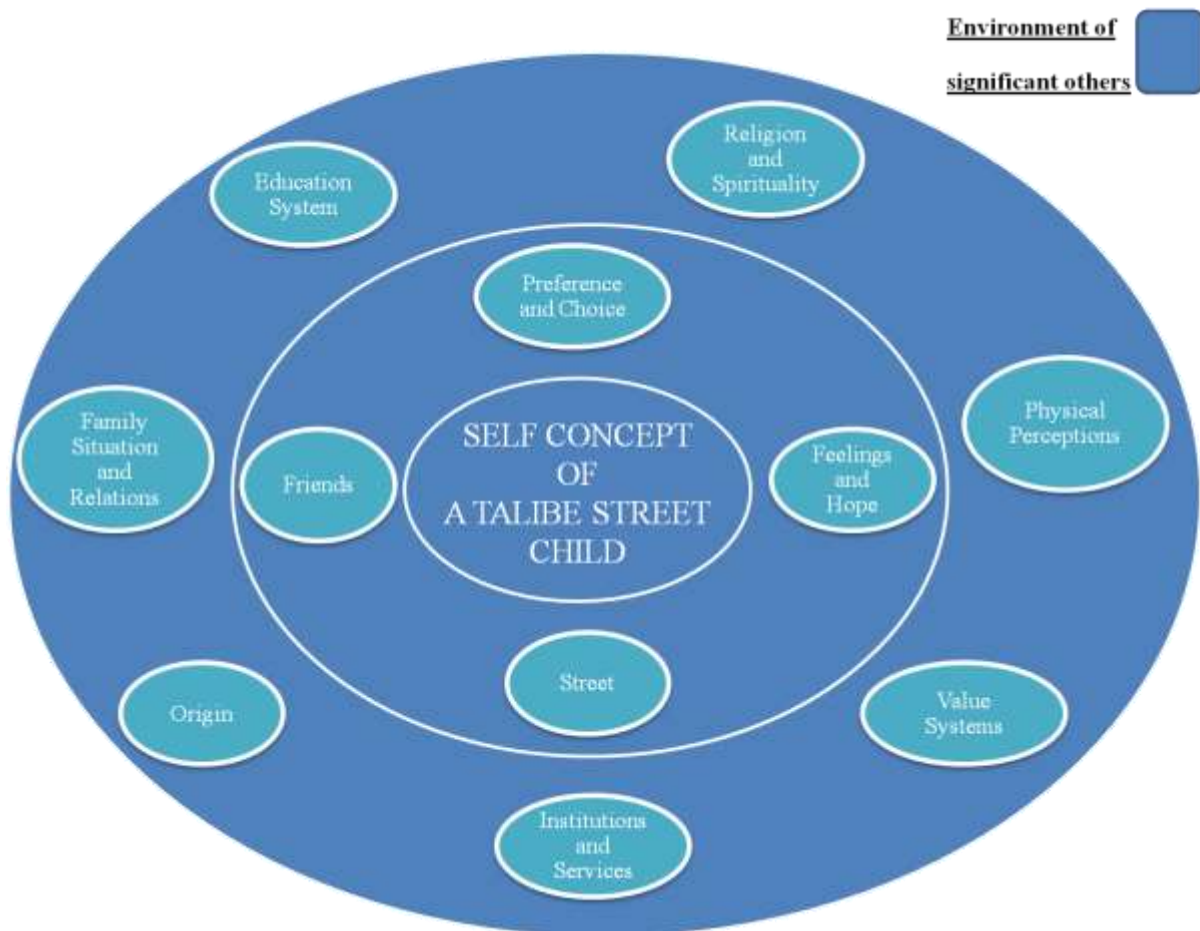 Environment of
significant others
Religion
and
Spirituality
Education
System
Preference
and Choice
Physical
Perceptions
Family
Situation
and
Relations
Friends
SELF CONCEPT
OF
A TALIBE STREET
CHILD
Feelings
and
Hope
Street
Origin
Value
Systems
Institutions
and
Services